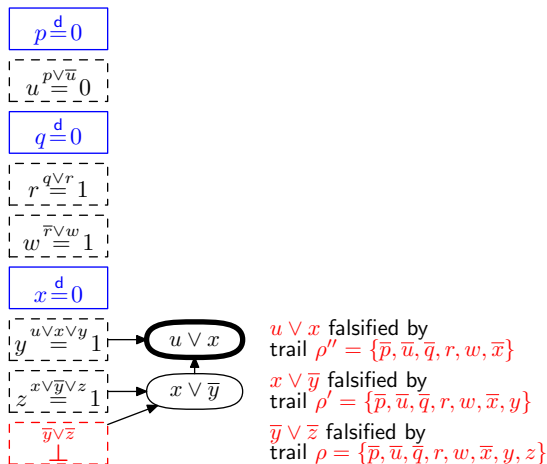 p =ᵈ 0
u =^{p∨u̅} 0
q =ᵈ 0
r =^{q∨r} 1
w =^{r̅∨w} 1
x =ᵈ 0
y =^{u∨x∨y} 1
u ∨ x
u ∨ x falsified by
trail ρ′′ = {p̅, u̅, q̅, r, w, x̅}
z =^{x∨y̅∨z} 1
x ∨ y̅
x ∨ y̅ falsified by
trail ρ′ = {p̅, u̅, q̅, r, w, x̅, y}
y̅∨z̅
⊥
y̅ ∨ z̅ falsified by
trail ρ = {p̅, u̅, q̅, r, w, x̅, y, z}